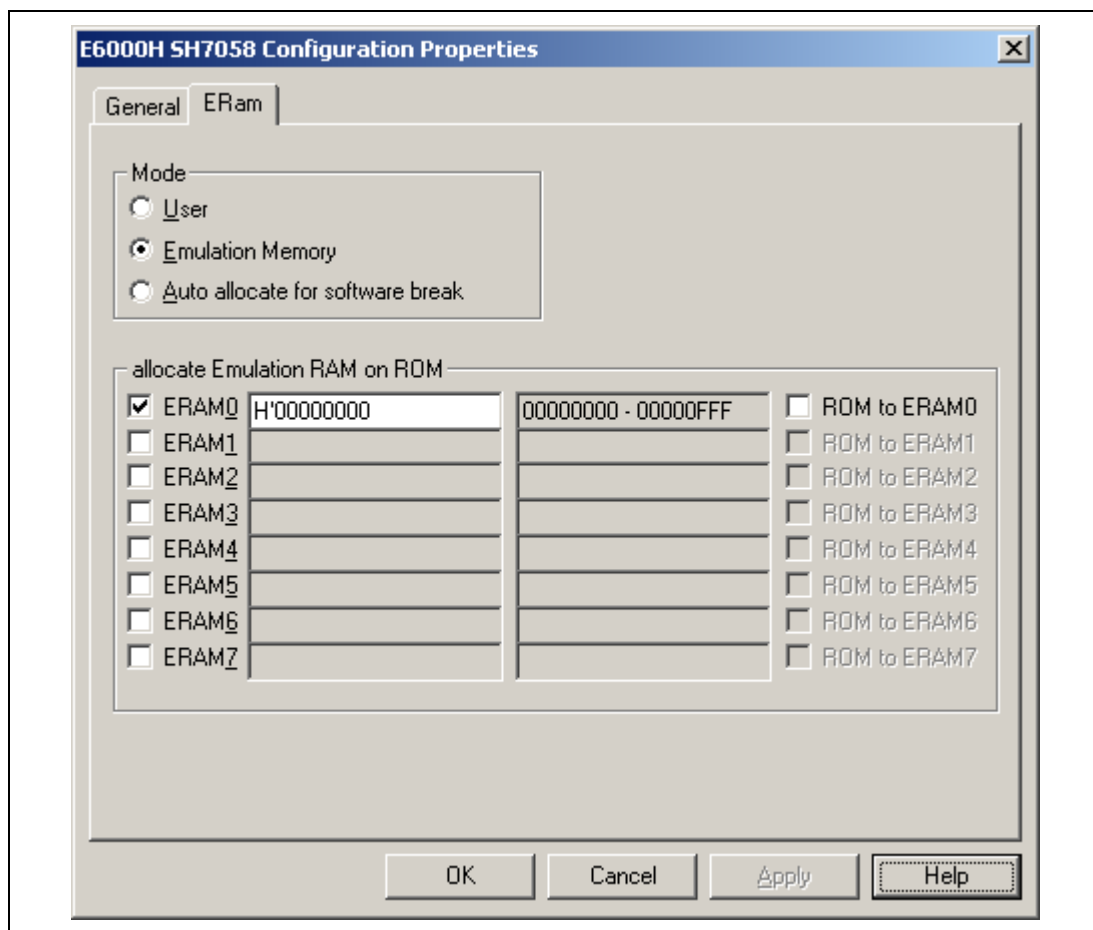 E6000H SH7058 Configuration Properties
General ERam
Mode
User
Emulation Memory
Auto allocate for software break
allocate Emulation RAM on ROM
ERAM0 H'00000000 00000000 - 00000FFF ROM to ERAM0
ERAM1 ROM to ERAM1
ERAM2 ROM to ERAM2
ERAM3 ROM to ERAM3
ERAM4 ROM to ERAM4
ERAM5 ROM to ERAM5
ERAM6 ROM to ERAM6
ERAM7 ROM to ERAM7
OK Cancel Apply Help